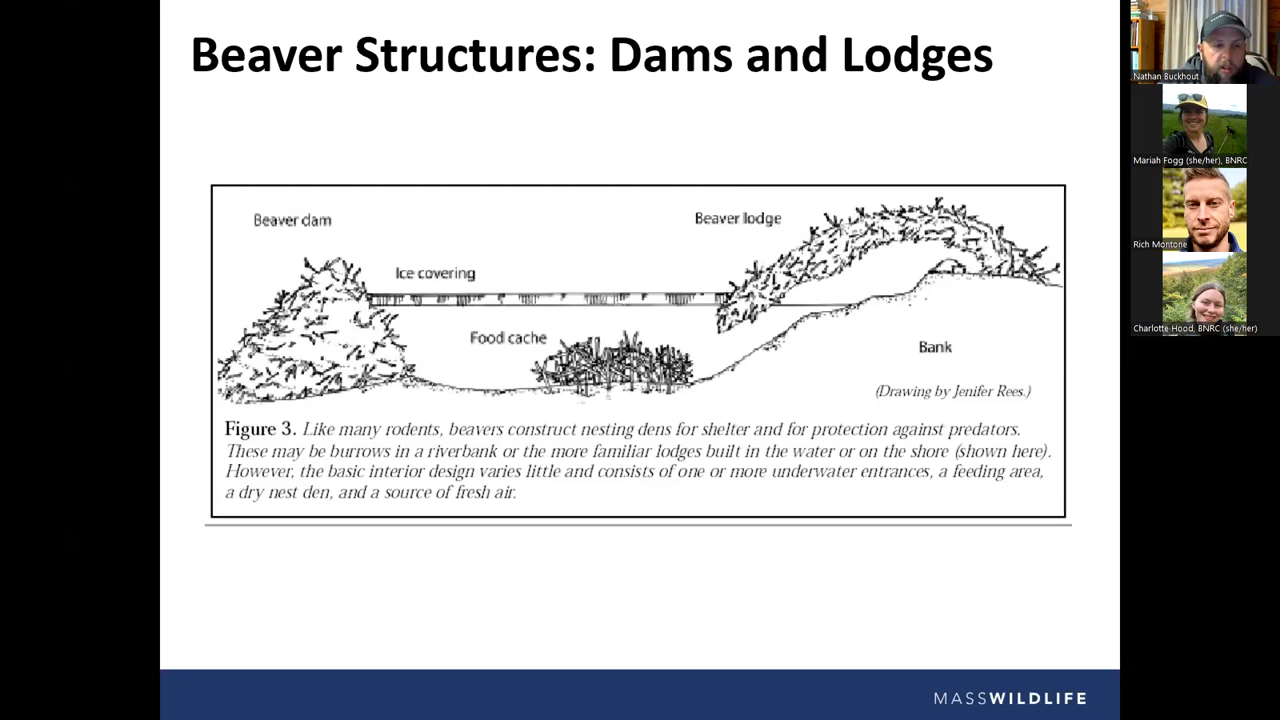 Beaver Structures: Dams and Lodges
Beaver dam
Beaver lodge
Ice covering
Food cache
Bank
(Drawing by Jenifer Rees.)
Figure 3. Like many rodents, beavers construct nesting dens for shelter and for protection against predators.
These may be burrows in a riverbank or the more familiar lodges built in the water or on the shore (shown here).
However, the basic interior design varies little and consists of one or more underwater entrances, a feeding area,
a dry nest den, and a source of fresh air.
MASSWILDLIFE
Nathan Buckhout
Mariah Fogg (she/her), BNRC
Rich Montone
Charlotte Hood, BNRC (she/her)